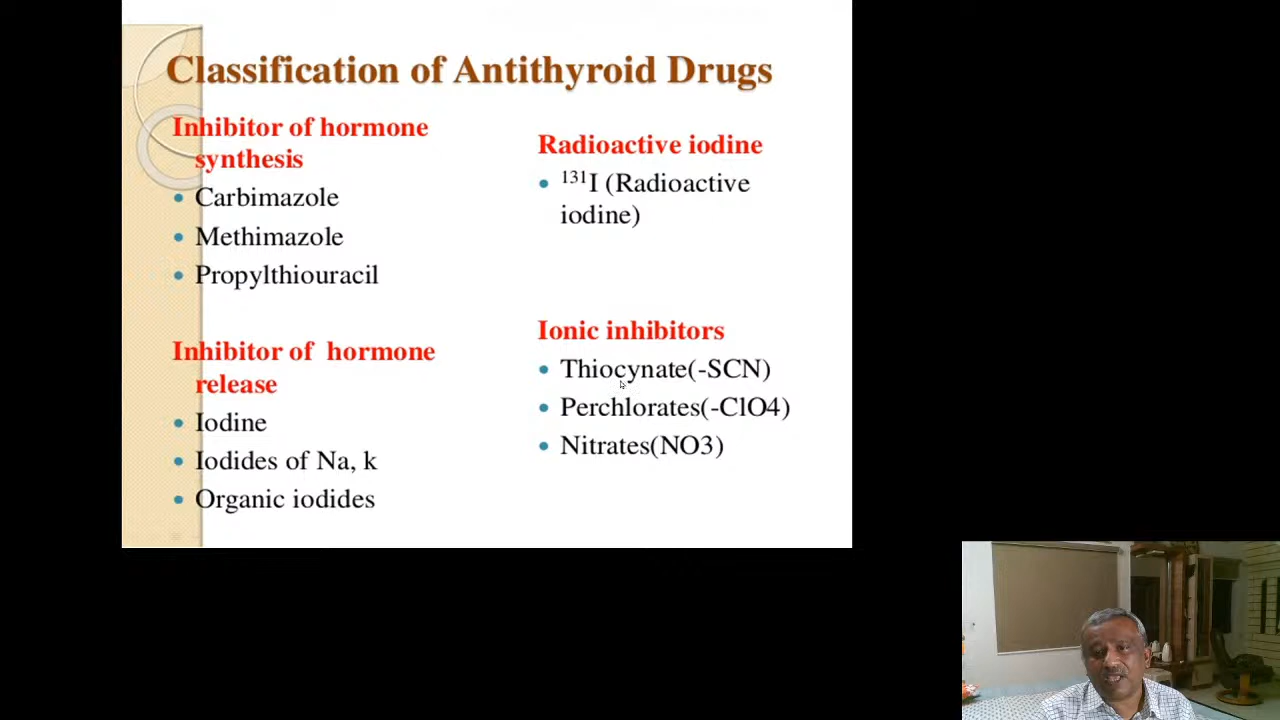 Classification of Antithyroid Drugs
Inhibitor of hormone
synthesis
• Carbimazole
• Methimazole
• Propylthiouracil
Inhibitor of hormone
release
• Iodine
• Iodides of Na, k
• Organic iodides
Radioactive iodine
• ¹³¹I (Radioactive
iodine)
Ionic inhibitors
• Thiocynate(-SCN)
• Perchlorates(-ClO4)
• Nitrates(NO3)